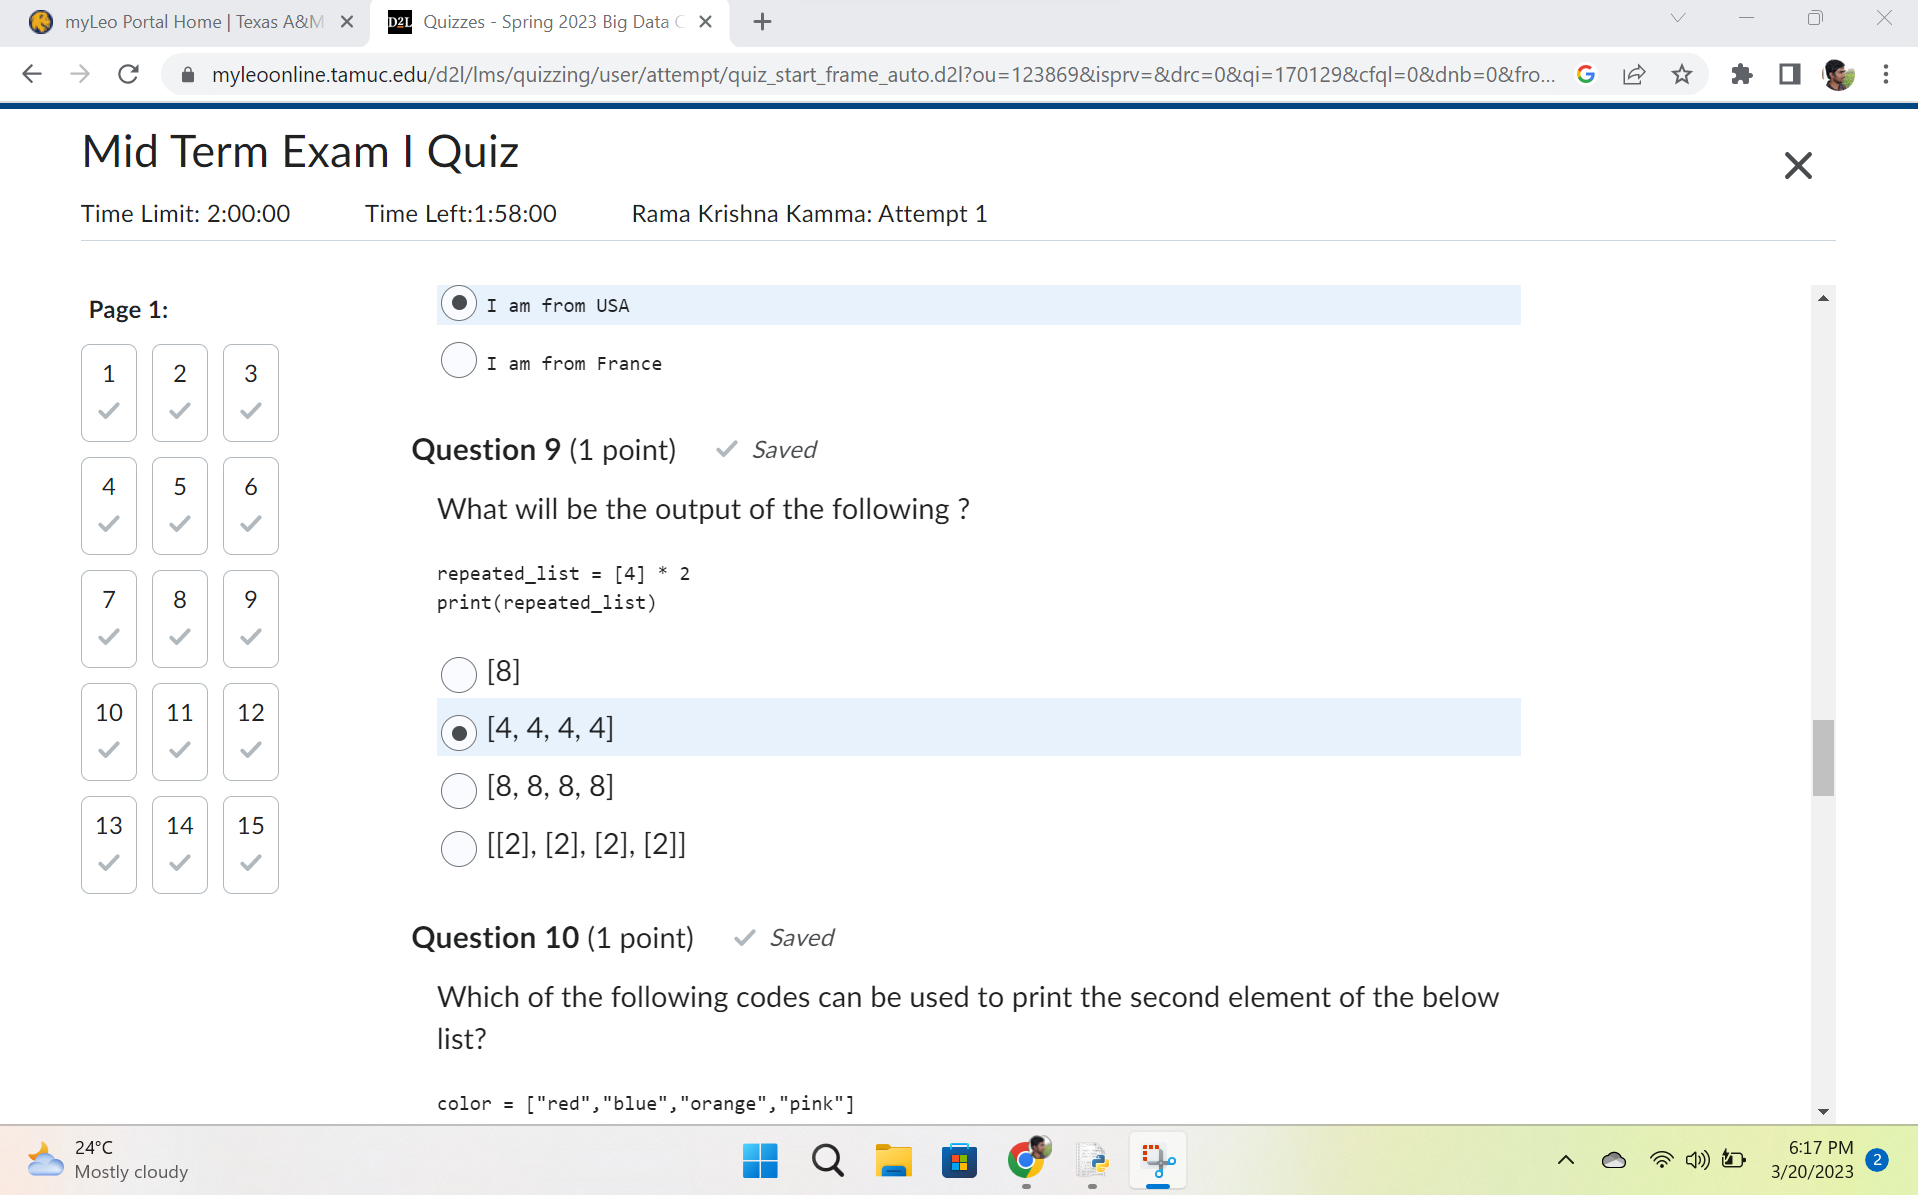 myLeo Portal Home | Texas A&M
D2L
Quizzes - Spring 2023 Big Data C
myleoonline.tamuc.edu/d2l/lms/quizzing/user/attempt/quiz_start_frame_auto.d2l?ou=123869&isprv=&drc=0&qi=170129&cfql=0&dnb=0&fro...
Mid Term Exam I Quiz
Time Limit: 2:00:00
Time Left:1:58:00
Rama Krishna Kamma: Attempt 1
Page 1:
1
2
3
4
5
6
7
8
9
10
11
12
13
14
15
I am from USA
I am from France
Question 9 (1 point)
Saved
What will be the output of the following ?
repeated_list = [4] * 2
print(repeated_list)
[8]
[4, 4, 4, 4]
[8, 8, 8, 8]
[[2], [2], [2], [2]]
Question 10 (1 point)
Saved
Which of the following codes can be used to print the second element of the below
list?
color = ["red","blue","orange","pink"]
24°C
Mostly cloudy
6:17 PM
3/20/2023
2